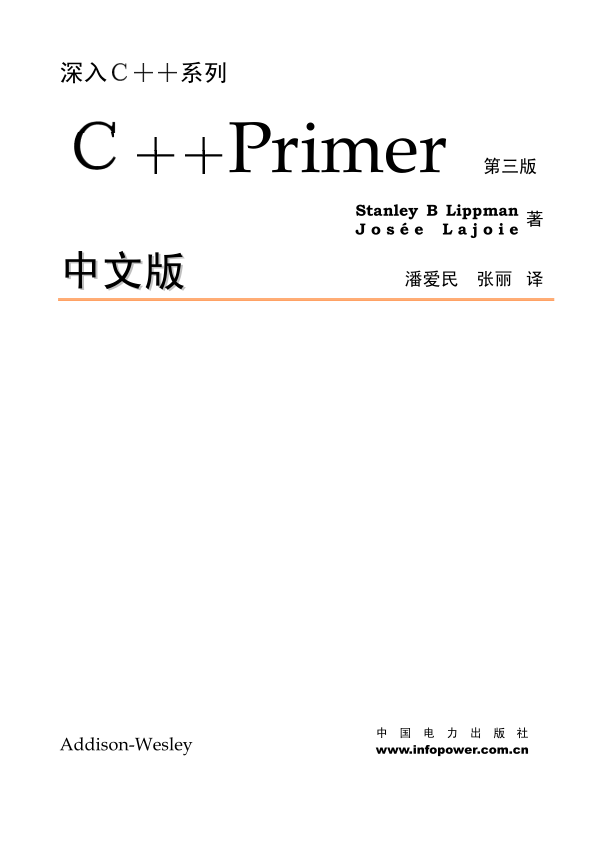 深入C＋＋系列
C ++Primer 第三版
Stanley B Lippman
Josée Lajoie 著
中文版
潘爱民 张丽 译
Addison-Wesley
中国电力出版社
www.infopower.com.cn